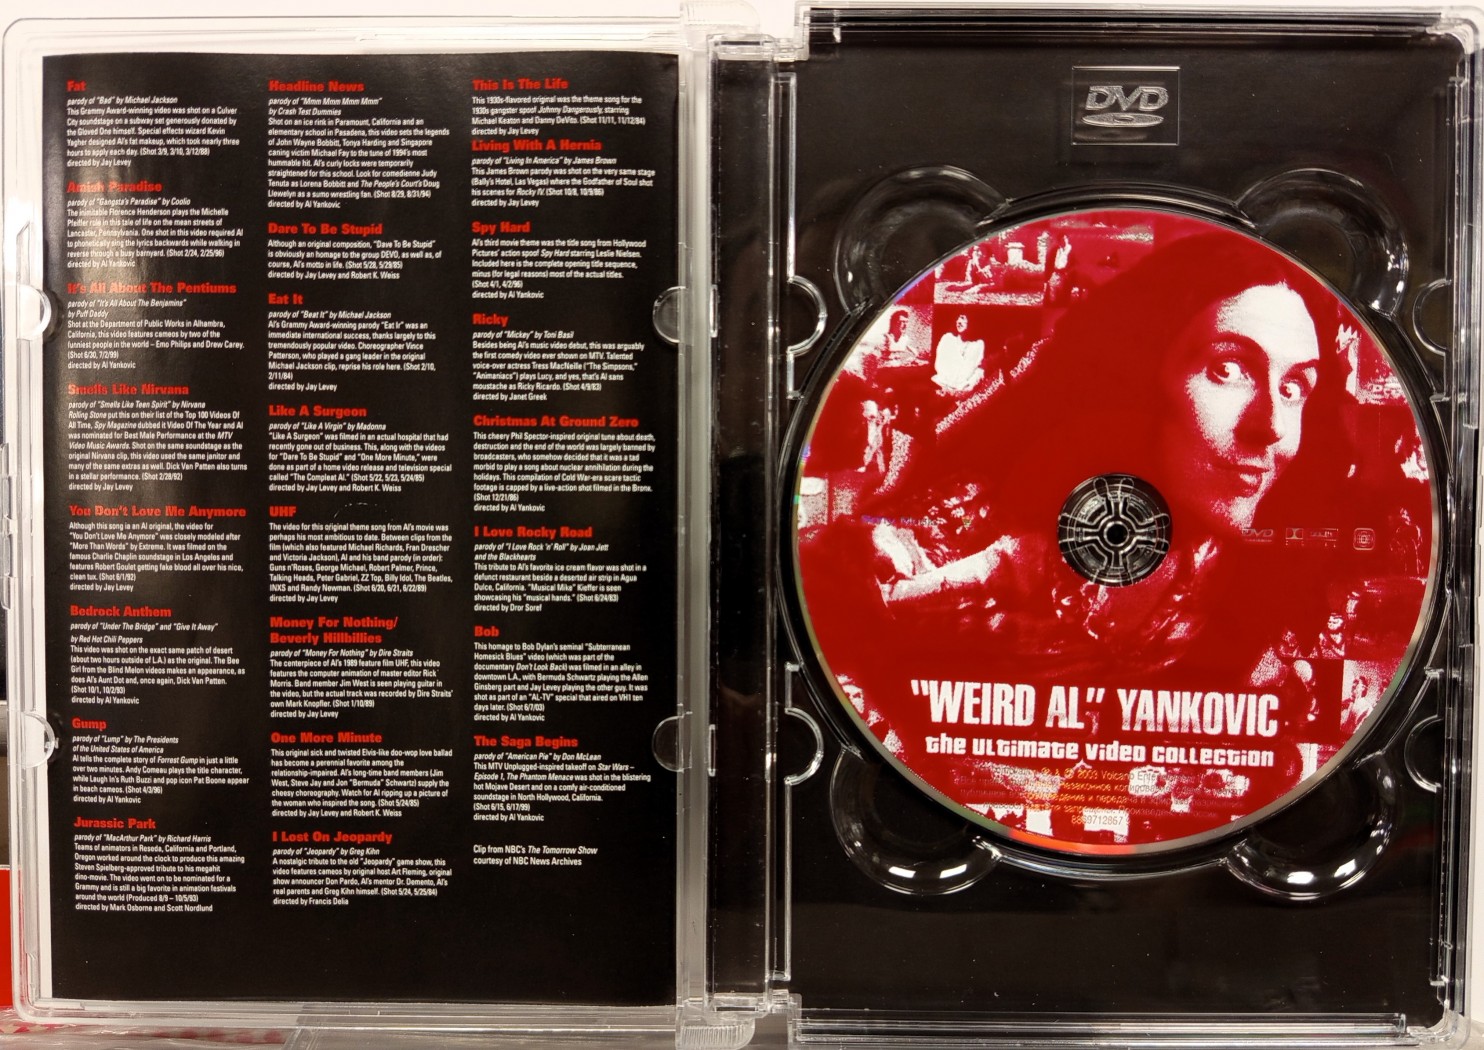 Fat
parody of "Bad" by Michael Jackson
This Grammy Award-winning video was shot on a Culver
City soundstage on a subway set generously donated by
the Gloved One himself. Special effects wizard Kevin
Yagher designed Al's fat makeup, which took nearly three
hours to apply each day. (Shot 3/9, 3/10, 3/12/88)
directed by Jay Levey
Amish Paradise
parody of "Gangsta's Paradise" by Coolio
The inimitable Florence Henderson plays the Michelle
Pfeiffer role in this tale of life on the mean streets of
Lancaster, Pennsylvania. One shot in this video required Al
to phonetically sing the lyrics backwards while walking in
reverse through a busy barnyard. (Shot 2/24, 2/25/96)
directed by Al Yankovic
It's All About The Pentiums
parody of "It's All About The Benjamins"
by Puff Daddy
Shot at the Department of Public Works in Alhambra,
California, this video features cameos by two of the
funniest people in the world – Emo Philips and Drew Carey.
(Shot 6/30, 7/2/99)
directed by Al Yankovic
Smells Like Nirvana
parody of "Smells Like Teen Spirit" by Nirvana
Rolling Stone put this on their list of the Top 100 Videos Of
All Time, Spy Magazine dubbed it Video Of The Year and Al
was nominated for Best Male Performance at the MTV
Video Music Awards. Shot on the same soundstage as the
original Nirvana clip, this video used the same janitor and
many of the same extras as well. Dick Van Patten also turns
in a stellar performance. (Shot 2/28/92)
directed by Jay Levey
You Don't Love Me Anymore
Although this song is an Al original, the video for
"You Don't Love Me Anymore" was closely modeled after
"More Than Words" by Extreme. It was filmed on the
famous Charlie Chaplin soundstage in Los Angeles and
features Robert Goulet getting fake blood all over his nice,
clean tux. (Shot 6/1/92)
directed by Jay Levey
Bedrock Anthem
parody of "Under The Bridge" and "Give It Away"
by Red Hot Chili Peppers
This video was shot on the exact same patch of desert
(about two hours outside of L.A.) as the original. The Bee
Girl from the Blind Melon videos makes an appearance, as
does Al's Aunt Dot and, once again, Dick Van Patten.
(Shot 10/1, 10/2/93)
directed by Al Yankovic
Gump
parody of "Lump" by The Presidents
of the United States of America
Al tells the complete story of Forrest Gump in just a little
over two minutes. Andy Comeau plays the title character,
while Laugh In's Ruth Buzzi and pop icon Pat Boone appear
in beach cameos. (Shot 4/3/96)
directed by Al Yankovic
Jurassic Park
parody of "MacArthur Park" by Richard Harris
Teams of animators in Reseda, California and Portland,
Oregon worked around the clock to produce this amazing
Steven Spielberg-approved tribute to his megahit
dino-movie. The video went on to be nominated for a
Grammy and is still a big favorite in animation festivals
around the world (Produced 8/9 – 10/5/93)
directed by Mark Osborne and Scott Nordlund
Headline News
parody of "Mmm Mmm Mmm Mmm"
by Crash Test Dummies
Shot on an ice rink in Paramount, California and an
elementary school in Pasadena, this video sets the legends
of John Wayne Bobbitt, Tonya Harding and Singapore
caning victim Michael Fay to the tune of 1994's most
hummable hit. Al's curly locks were temporarily
straightened for this school. Look for comedienne Judy
Tenuta as Lorena Bobbitt and The People's Court's Doug
Llewelyn as a sumo wrestling fan. (Shot 8/29, 8/31/94)
directed by Al Yankovic
Dare To Be Stupid
Although an original composition, "Dave To Be Stupid"
is obviously an homage to the group DEVO, as well as, of
course, Al's motto in life. (Shot 5/28, 5/29/85)
directed by Jay Levey and Robert K. Weiss
Eat It
parody of "Beat It" by Michael Jackson
Al's Grammy Award-winning parody "Eat It" was an
immediate international success, thanks largely to this
tremendously popular video. Choreographer Vince
Patterson, who played a gang leader in the original
Michael Jackson clip, reprise his role here. (Shot 2/10,
2/11/84)
directed by Jay Levey
Like A Surgeon
parody of "Like A Virgin" by Madonna
"Like A Surgeon" was filmed in an actual hospital that had
recently gone out of business. This, along with the videos
for "Dare To Be Stupid" and "One More Minute," were
done as part of a home video release and television special
called "The Compleat Al." (Shot 5/22, 5/23, 5/24/85)
directed by Jay Levey and Robert K. Weiss
UHF
The video for this original theme song from Al's movie was
perhaps his most ambitious to date. Between clips from the
film (which also featured Michael Richards, Fran Drescher
and Victoria Jackson), Al and his band parody (in order):
Guns n'Roses, George Michael, Robert Palmer, Prince,
Talking Heads, Peter Gabriel, ZZ Top, Billy Idol, The Beatles,
INXS and Randy Newman. (Shot 6/20, 6/21, 6/22/89)
directed by Jay Levey
Money For Nothing/
Beverly Hillbillies
parody of "Money For Nothing" by Dire Straits
The centerpiece of Al's 1989 feature film UHF, this video
features the computer animation of master editor Rick
Morris. Band member Jim West is seen playing guitar in
the video, but the actual track was recorded by Dire Straits'
own Mark Knopfler. (Shot 1/10/89)
directed by Jay Levey
One More Minute
This original sick and twisted Elvis-like doo-wop love ballad
has become a perennial favorite among the
relationship-impaired. Al's long-time band members (Jim
West, Steve Jay and Jon "Bermuda" Schwartz) supply the
cheesy choreography. Watch for Al ripping up a picture of
the woman who inspired the song. (Shot 5/24/85)
directed by Jay Levey and Robert K. Weiss
I Lost On Jeopardy
parody of "Jeopardy" by Greg Kihn
A nostalgic tribute to the old "Jeopardy" game show, this
video features cameos by original host Art Fleming, original
show announcer Don Pardo, Al's mentor Dr. Demento, Al's
real parents and Greg Kihn himself. (Shot 5/24, 5/25/84)
directed by Francis Delia
This Is The Life
This 1930s-flavored original was the theme song for the
1930s gangster spoof Johnny Dangerously, starring
Michael Keaton and Danny DeVito. (Shot 11/11, 11/12/84)
directed by Jay Levey
Living With A Hernia
parody of "Living In America" by James Brown
This James Brown parody was shot on the very same stage
(Bally's Hotel, Las Vegas) where the Godfather of Soul shot
his scenes for Rocky IV. (Shot 10/8, 10/9/86)
directed by Jay Levey
Spy Hard
Al's third movie theme was the title song from Hollywood
Pictures' action spoof Spy Hard starring Leslie Nielsen.
Included here is the complete opening title sequence,
minus (for legal reasons) most of the actual titles.
(Shot 4/1, 4/2/96)
directed by Al Yankovic
Ricky
parody of "Mickey" by Toni Basil
Besides being Al's music video debut, this was arguably
the first comedy video ever shown on MTV. Talented
voice-over actress Tress MacNeille ("The Simpsons,"
"Animaniacs") plays Lucy, and yes, that's Al sans
moustache as Ricky Ricardo. (Shot 4/9/83)
directed by Janet Greek
Christmas At Ground Zero
This cheery Phil Spector-inspired original tune about death,
destruction and the end of the world was largely banned by
broadcasters, who somehow decided that it was a tad
morbid to play a song about nuclear annihilation during the
holidays. This compilation of Cold War-era scare tactic
footage is capped by a live-action shot filmed in the Bronx.
(Shot 12/21/86)
directed by Al Yankovic
I Love Rocky Road
parody of "I Love Rock 'n' Roll" by Joan Jett
and the Blackhearts
This tribute to Al's favorite ice cream flavor was shot in a
defunct restaurant beside a deserted air strip in Agua
Dulce, California. "Musical Mike" Kieffer is seen
showcasing his "musical hands." (Shot 6/24/83)
directed by Dror Soref
Bob
This homage to Bob Dylan's seminal "Subterranean
Homesick Blues" video (which was part of the
documentary Don't Look Back) was filmed in an alley in
downtown L.A., with Bermuda Schwartz playing the Allen
Ginsberg part and Jay Levey playing the other guy. It was
shot as part of an "AL-TV" special that aired on VH1 ten
days later. (Shot 6/7/03)
directed by Al Yankovic
The Saga Begins
parody of "American Pie" by Don McLean
This MTV Unplugged-inspired takeoff on Star Wars –
Episode 1, The Phantom Menace was shot in the blistering
hot Mojave Desert and on a comfy air-conditioned
soundstage in North Hollywood, California.
(Shot 6/15, 6/17/99)
directed by Al Yankovic
Clip from NBC's The Tomorrow Show
courtesy of NBC News Archives
DVD
DVD
"WEIRD AL" YANKOVIC
the ULtimate Video COLLection
2003 Volcano
8869712867